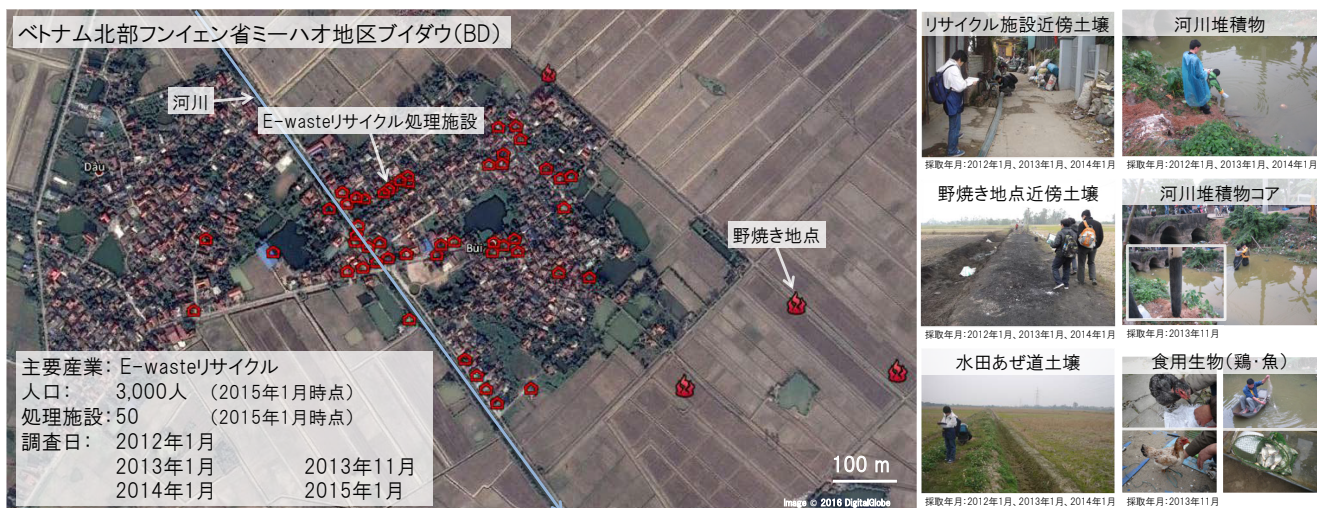 ベトナム北部フンイェン省ミーハオ地区ブイダウ(BD)
河川
E-wasteリサイクル処理施設
Dâu
Bùi
野焼き地点
主要産業: E-wasteリサイクル
人口: 3,000人 (2015年1月時点)
処理施設:50 (2015年1月時点)
調査日: 2012年1月
2013年1月 2013年11月
2014年1月 2015年1月
100 m
Image © 2016 DigitalGlobe
リサイクル施設近傍土壌
採取年月:2012年1月、2013年1月、2014年1月
河川堆積物
採取年月:2012年1月、2013年1月、2014年1月
野焼き地点近傍土壌
採取年月:2012年1月、2013年1月、2014年1月
河川堆積物コア
採取年月:2013年11月
水田あぜ道土壌
採取年月:2012年1月、2013年1月、2014年1月
食用生物(鶏・魚)
採取年月:2013年11月